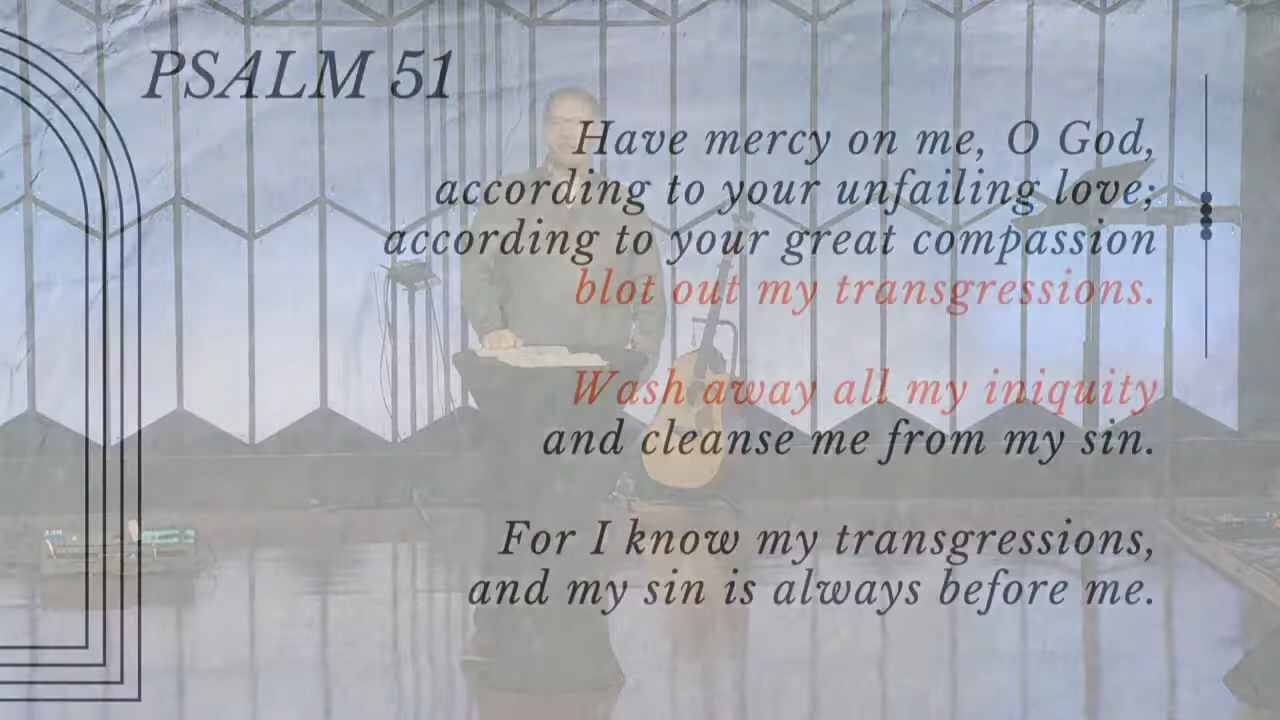 PSALM 51
Have mercy on me, O God,
according to your unfailing love;
according to your great compassion
blot out my transgressions.
Wash away all my iniquity
and cleanse me from my sin.
For I know my transgressions,
and my sin is always before me.